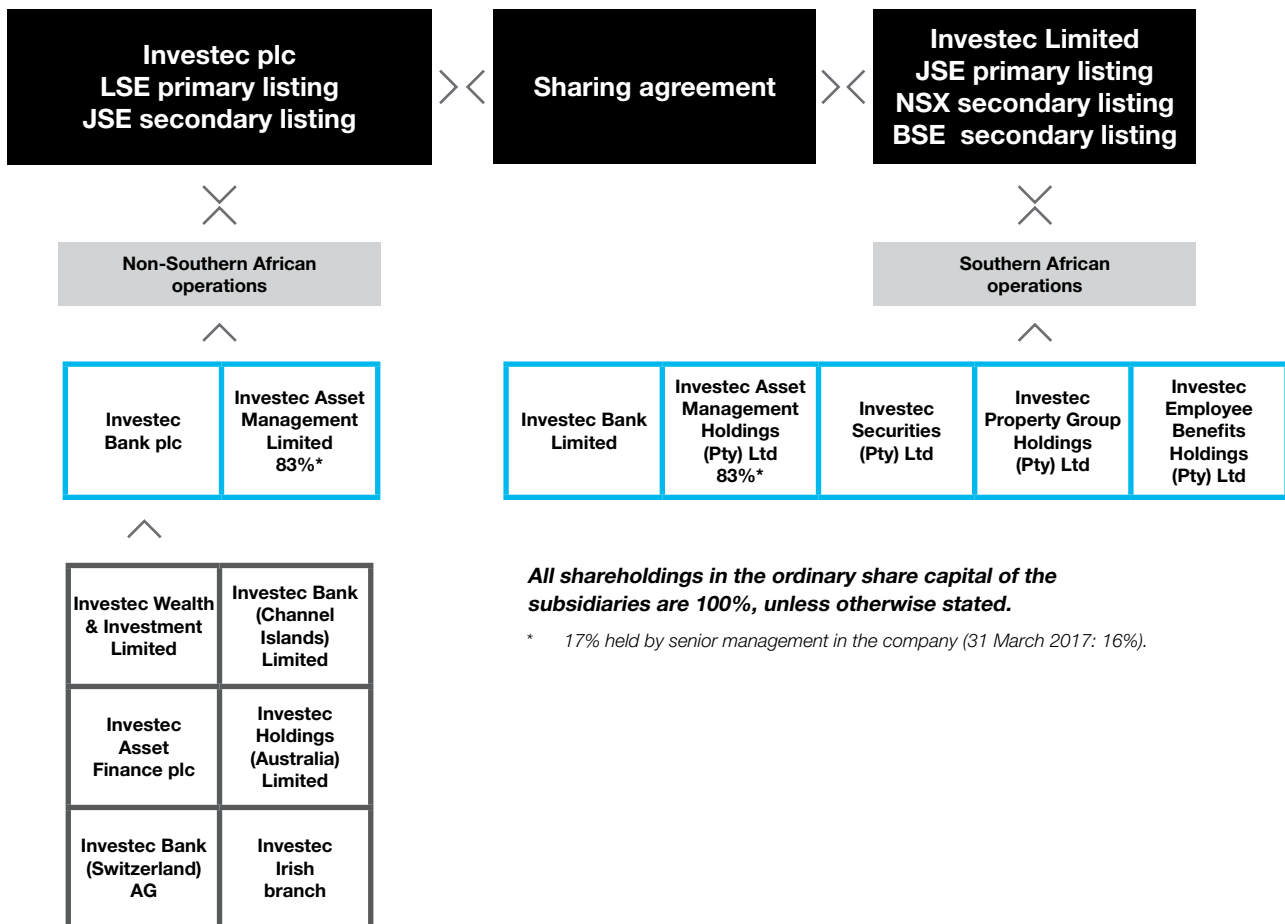 Investec plc
LSE primary listing
JSE secondary listing
Sharing agreement
Investec Limited
JSE primary listing
NSX secondary listing
BSE secondary listing
Non-Southern African
operations
Southern African
operations
Investec
Bank plc
Investec Asset
Management
Limited
83%*
Investec Bank
Limited
Investec Asset
Management
Holdings
(Pty) Ltd
83%*
Investec
Securities
(Pty) Ltd
Investec
Property Group
Holdings
(Pty) Ltd
Investec
Employee
Benefits
Holdings
(Pty) Ltd
Investec Wealth
& Investment
Limited
Investec Bank
(Channel
Islands)
Limited
Investec
Asset
Finance plc
Investec
Holdings
(Australia)
Limited
Investec Bank
(Switzerland)
AG
Investec
Irish
branch
All shareholdings in the ordinary share capital of the
subsidiaries are 100%, unless otherwise stated.
* 17% held by senior management in the company (31 March 2017: 16%).